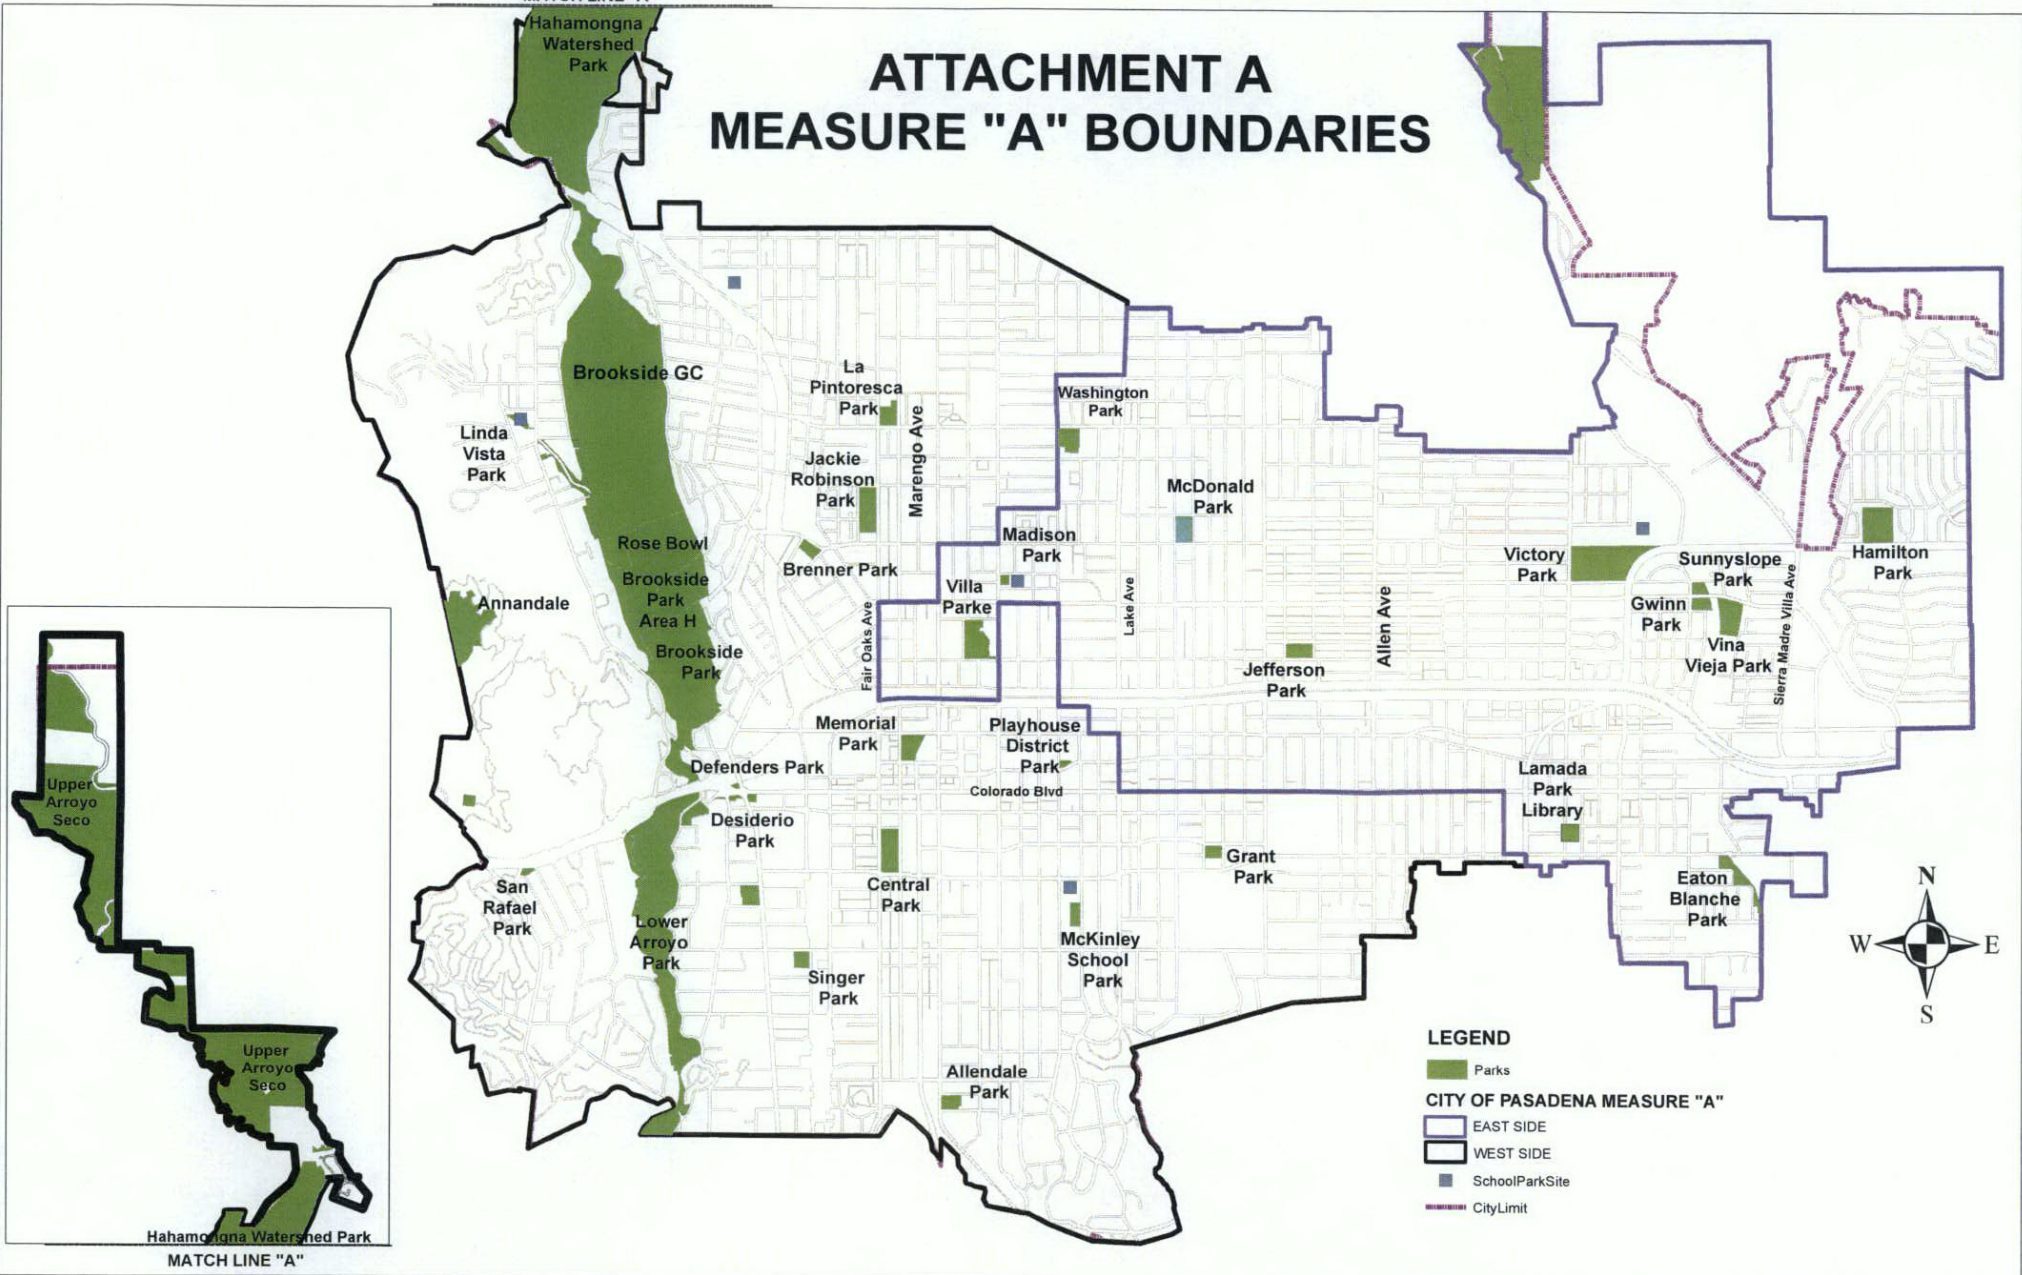 Hahamongna
Watershed
Park
ATTACHMENT A
MEASURE "A" BOUNDARIES
Brookside GC
La
Pintoresca
Park
Marengo Ave
Washington
Park
Linda
Vista
Park
Jackie
Robinson
Park
McDonald
Park
Rose Bowl
Brenner Park
Madison
Park
Victory
Park
Sunnyslope
Park
Hamilton
Park
Annandale
Brookside
Park
Area H
Brookside
Park
Fair Oaks Ave
Villa
Parke
Lake Ave
Allen Ave
Gwinn
Park
Vina
Vieja Park
Sierra Madre Villa Ave
Jefferson
Park
Memorial
Park
Playhouse
District
Park
Defenders Park
Colorado Blvd
Lamada
Park
Library
Desiderio
Park
Grant
Park
San
Rafael
Park
Central
Park
Eaton
Blanche
Park
Lower
Arroyo
Park
McKinley
School
Park
Singer
Park
Allendale
Park
N
W
E
S
Upper
Arroyo
Seco
Upper
Arroyo
Seco
Hahamongna Watershed Park
MATCH LINE "A"
LEGEND
Parks
CITY OF PASADENA MEASURE "A"
EAST SIDE
WEST SIDE
SchoolParkSite
CityLimit